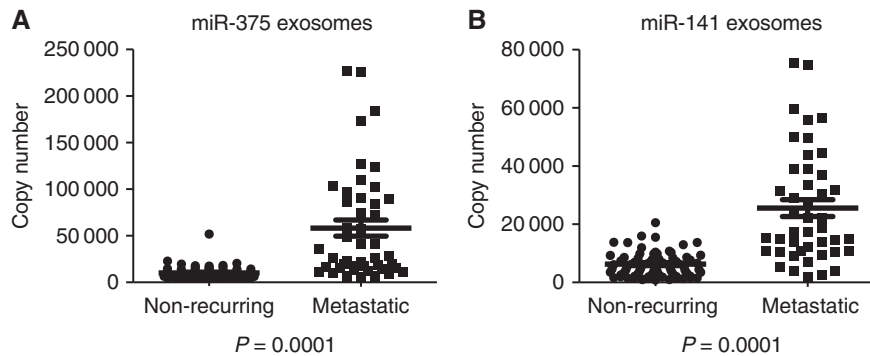 A
miR-375 exosomes
Copy number
250 000
200 000
150 000
100 000
50 000
0
Non-recurring
Metastatic
P = 0.0001
B
miR-141 exosomes
Copy number
80 000
60 000
40 000
20 000
0
Non-recurring
Metastatic
P = 0.0001